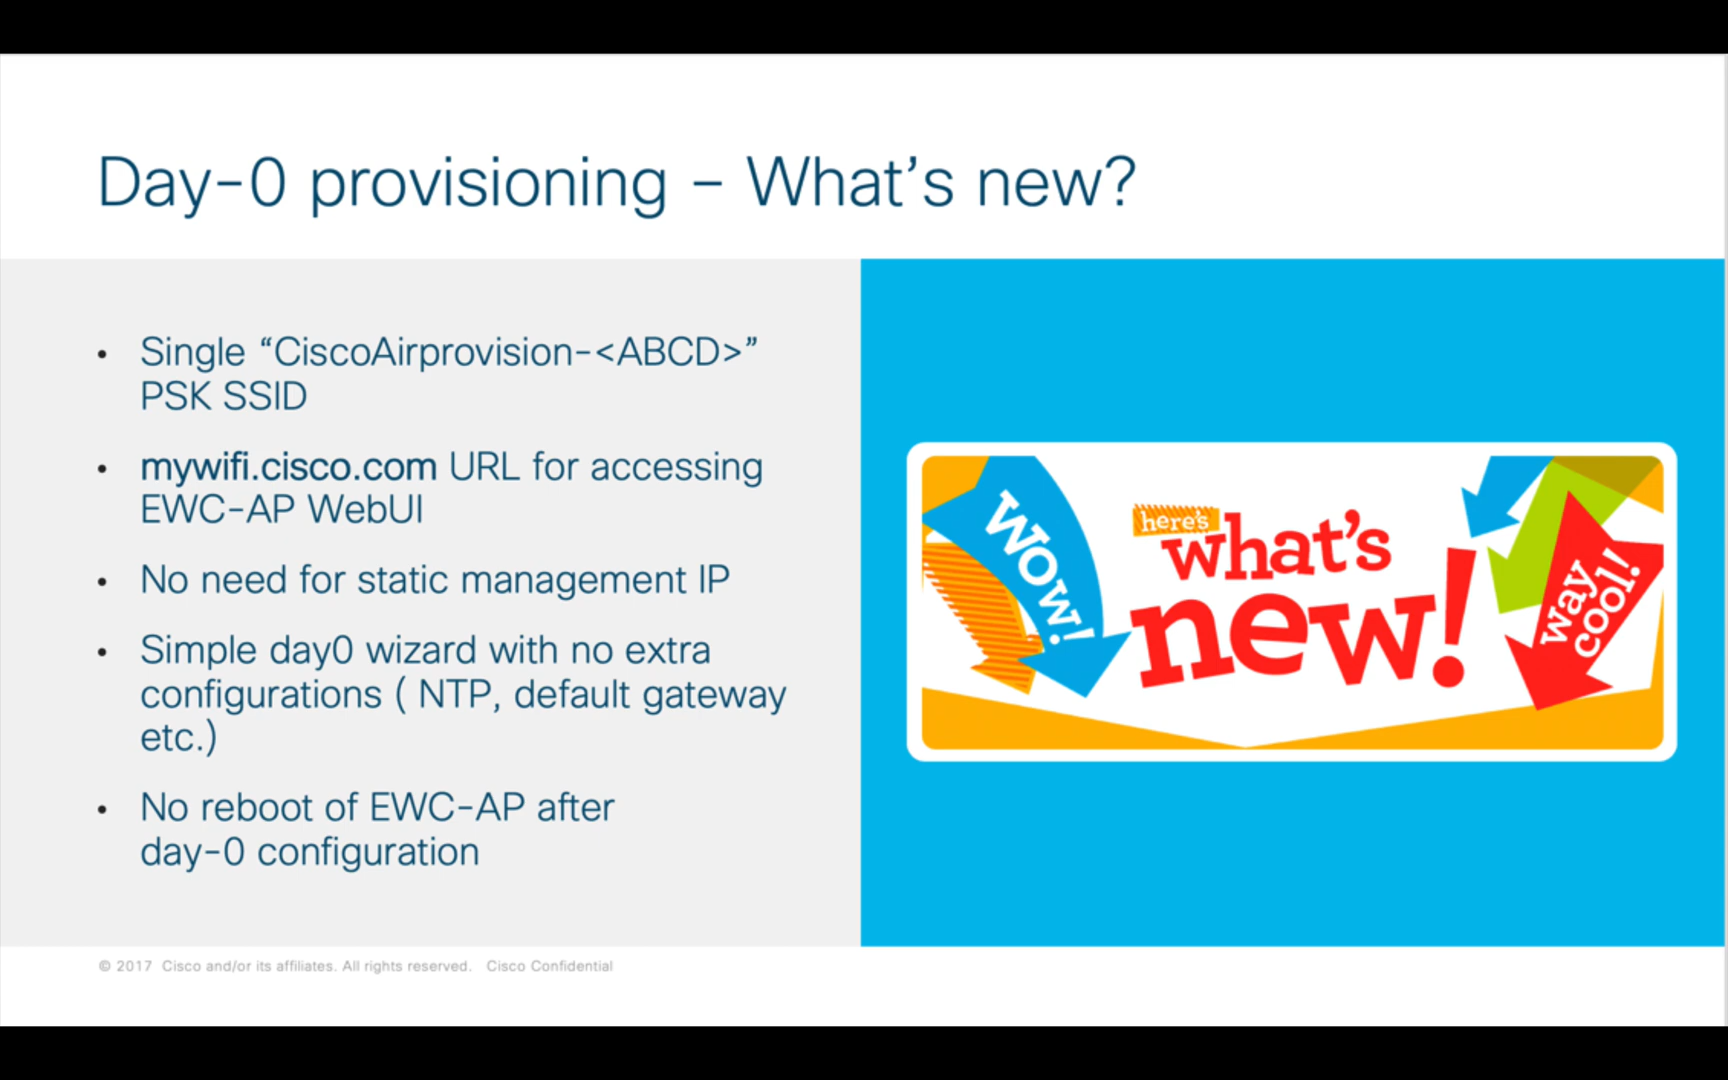 Day-0 provisioning – What's new?
• Single “CiscoAirprovision-<ABCD>”
PSK SSID
• mywifi.cisco.com URL for accessing
EWC-AP WebUI
• No need for static management IP
• Simple day0 wizard with no extra
configurations ( NTP, default gateway
etc.)
• No reboot of EWC-AP after
day-0 configuration
wow!
here's
what's
new!
way
cool!
© 2017 Cisco and/or its affiliates. All rights reserved. Cisco Confidential